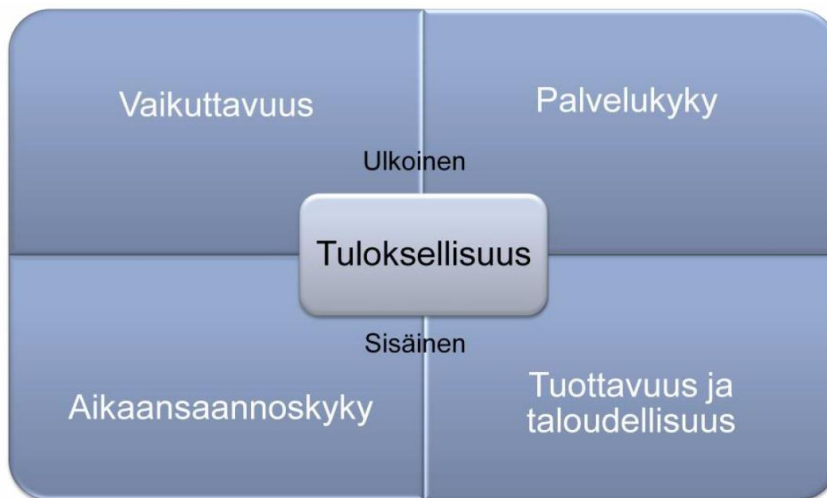 Vaikuttavuus
Palvelukyky
Ulkoinen
Tuloksellisuus
Sisäinen
Aikaansaannoskyky
Tuottavuus ja
taloudellisuus